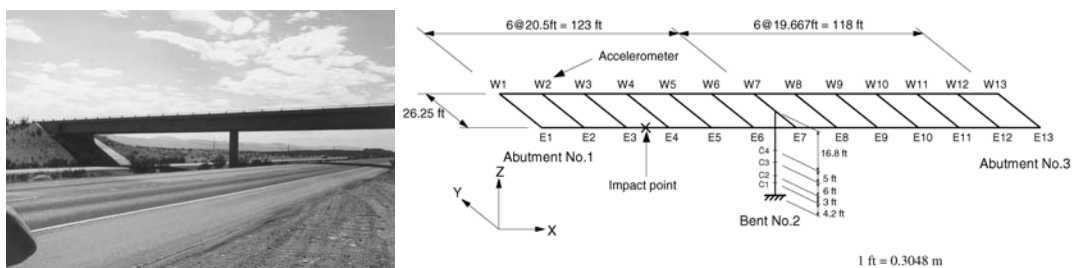 6@20.5ft = 123 ft 6@19.667ft = 118 ft
Accelerometer
W1 W2 W3 W4 W5 W6 W7 W8 W9 W10 W11 W12 W13
26.25 ft
E1 E2 E3 E4 E5 E6 E7 E8 E9 E10 E11 E12 E13
Abutment No.1
Abutment No.3
C4
C3
C2
C1
16.8 ft
5 ft
6 ft
3 ft
4.2 ft
Impact point
Z
Y
X
Bent No.2
1 ft = 0.3048 m